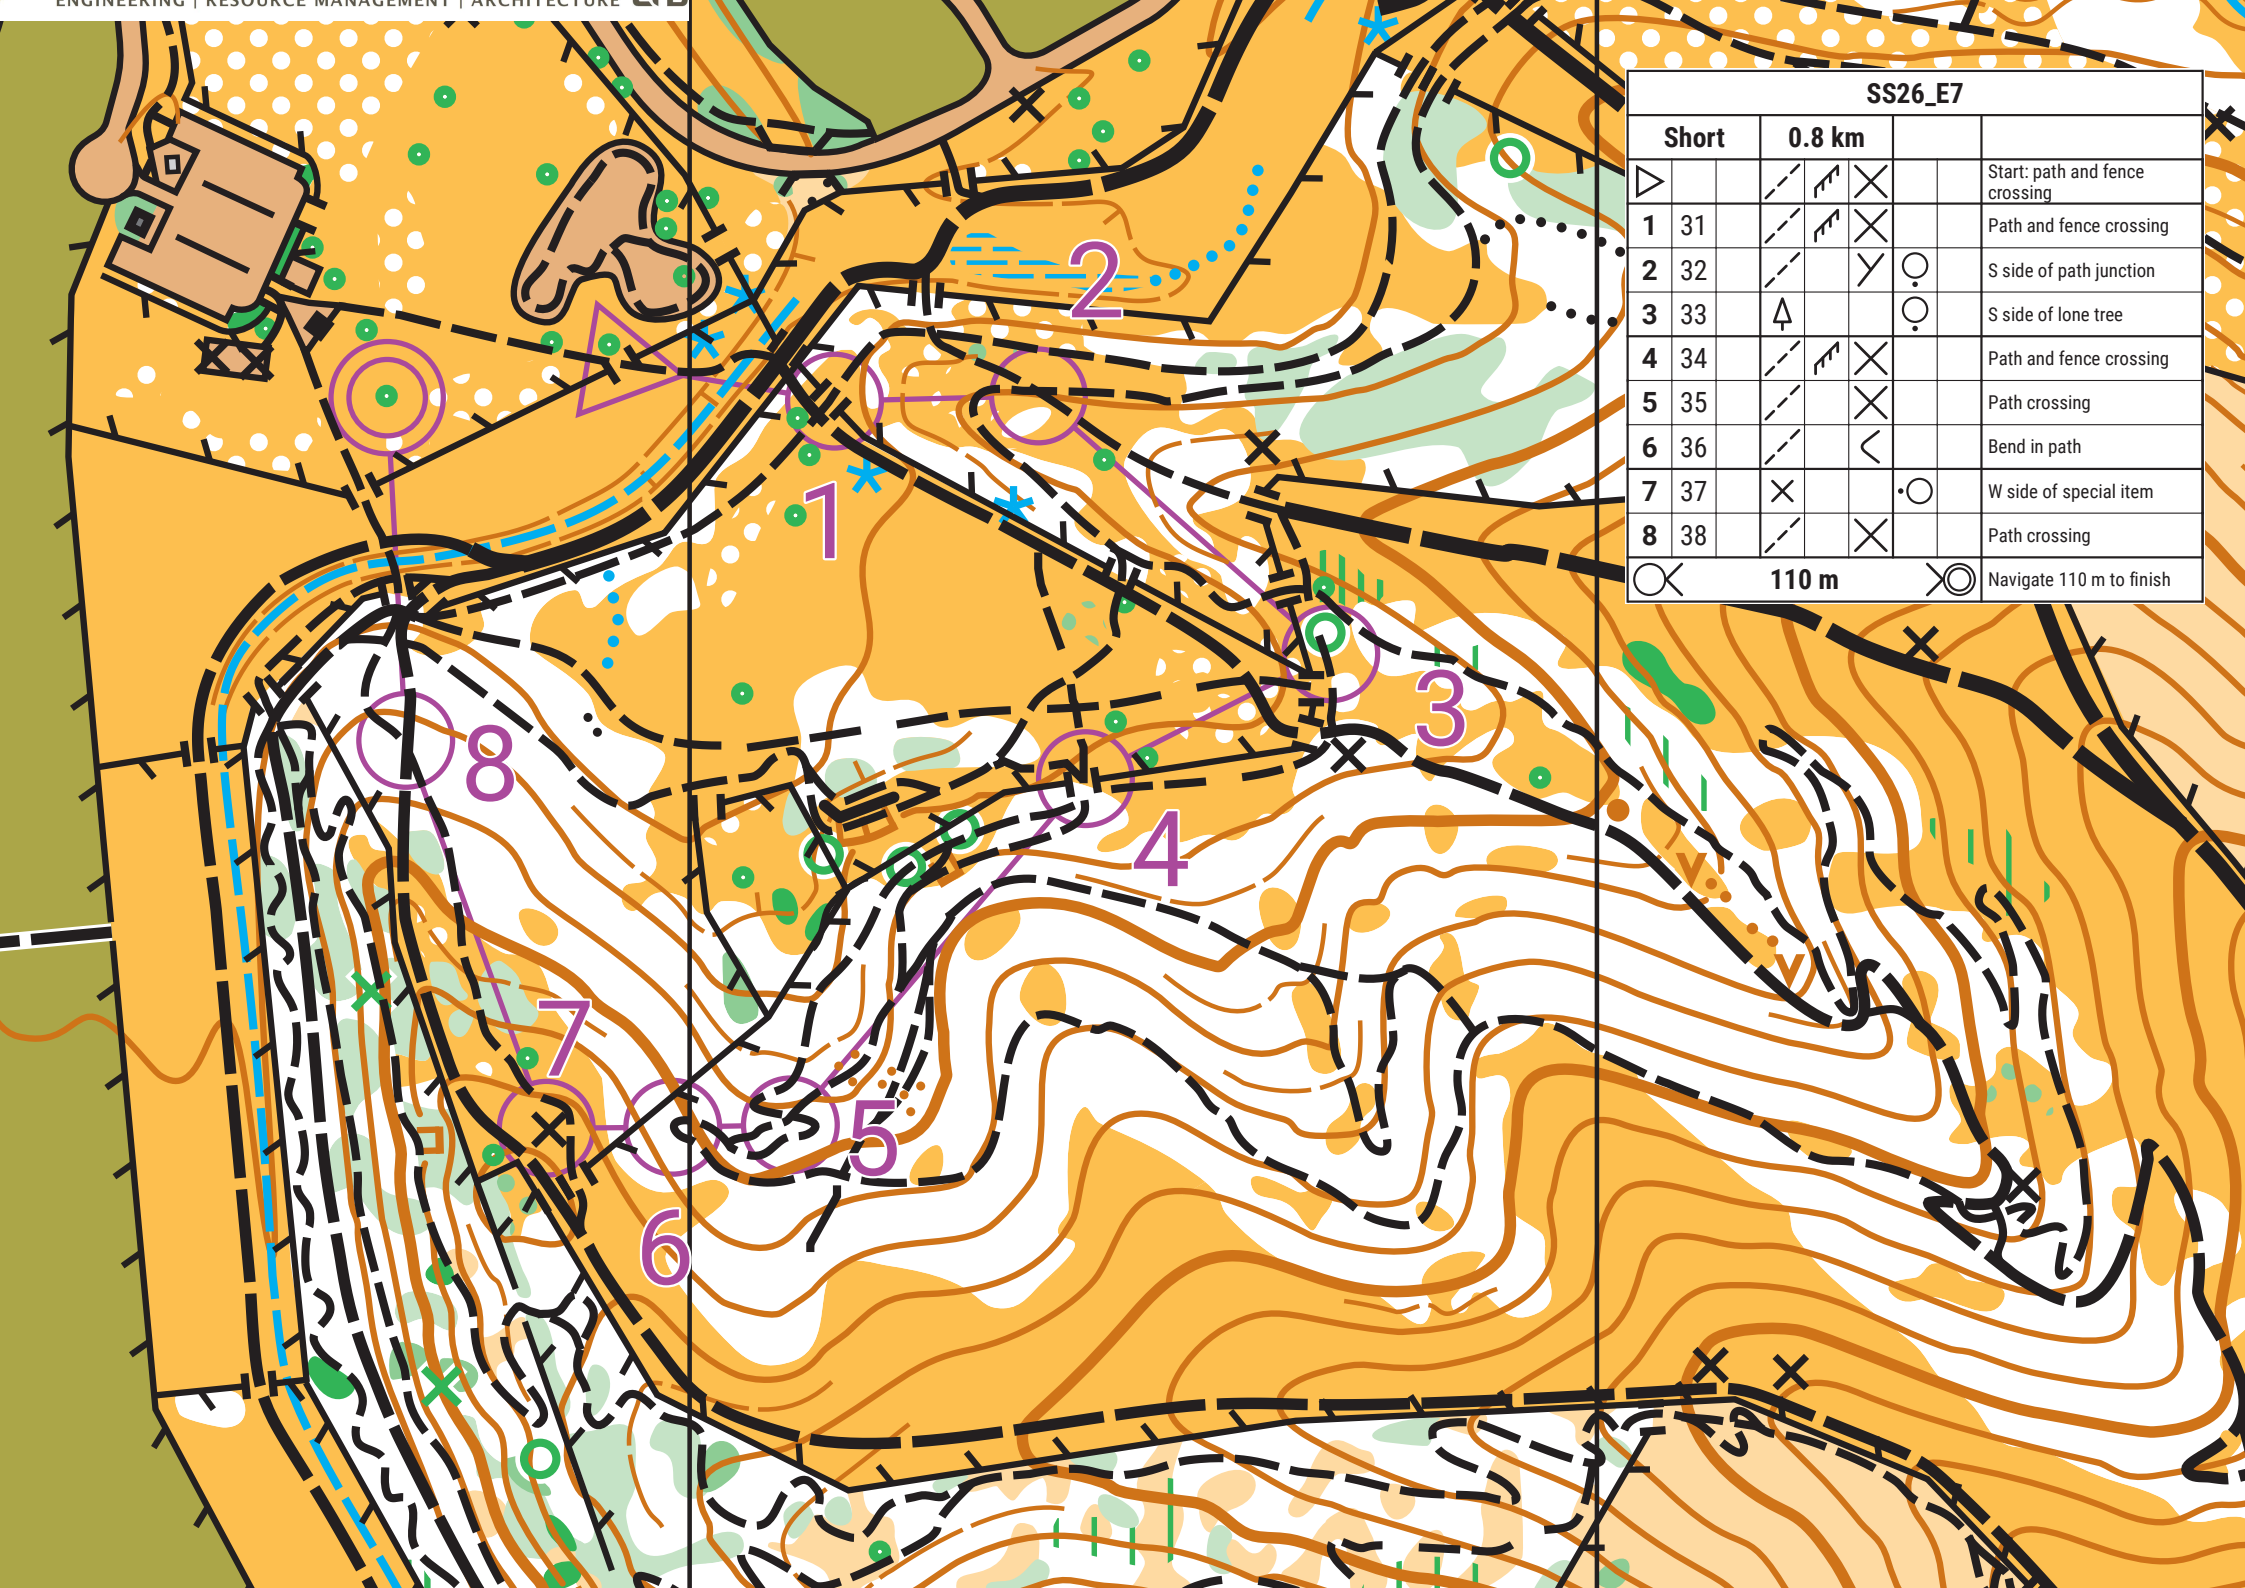 ENGINEERING | RESOURCE MANAGEMENT | ARCHITECTURE
SS26_E7
Short 0.8 km
Start: path and fence
crossing
1 31 Path and fence crossing
2 32 S side of path junction
3 33 S side of lone tree
4 34 Path and fence crossing
5 35 Path crossing
6 36 Bend in path
7 37 W side of special item
8 38 Path crossing
110 m Navigate 110 m to finish
2
1
3
8
4
7
5
6